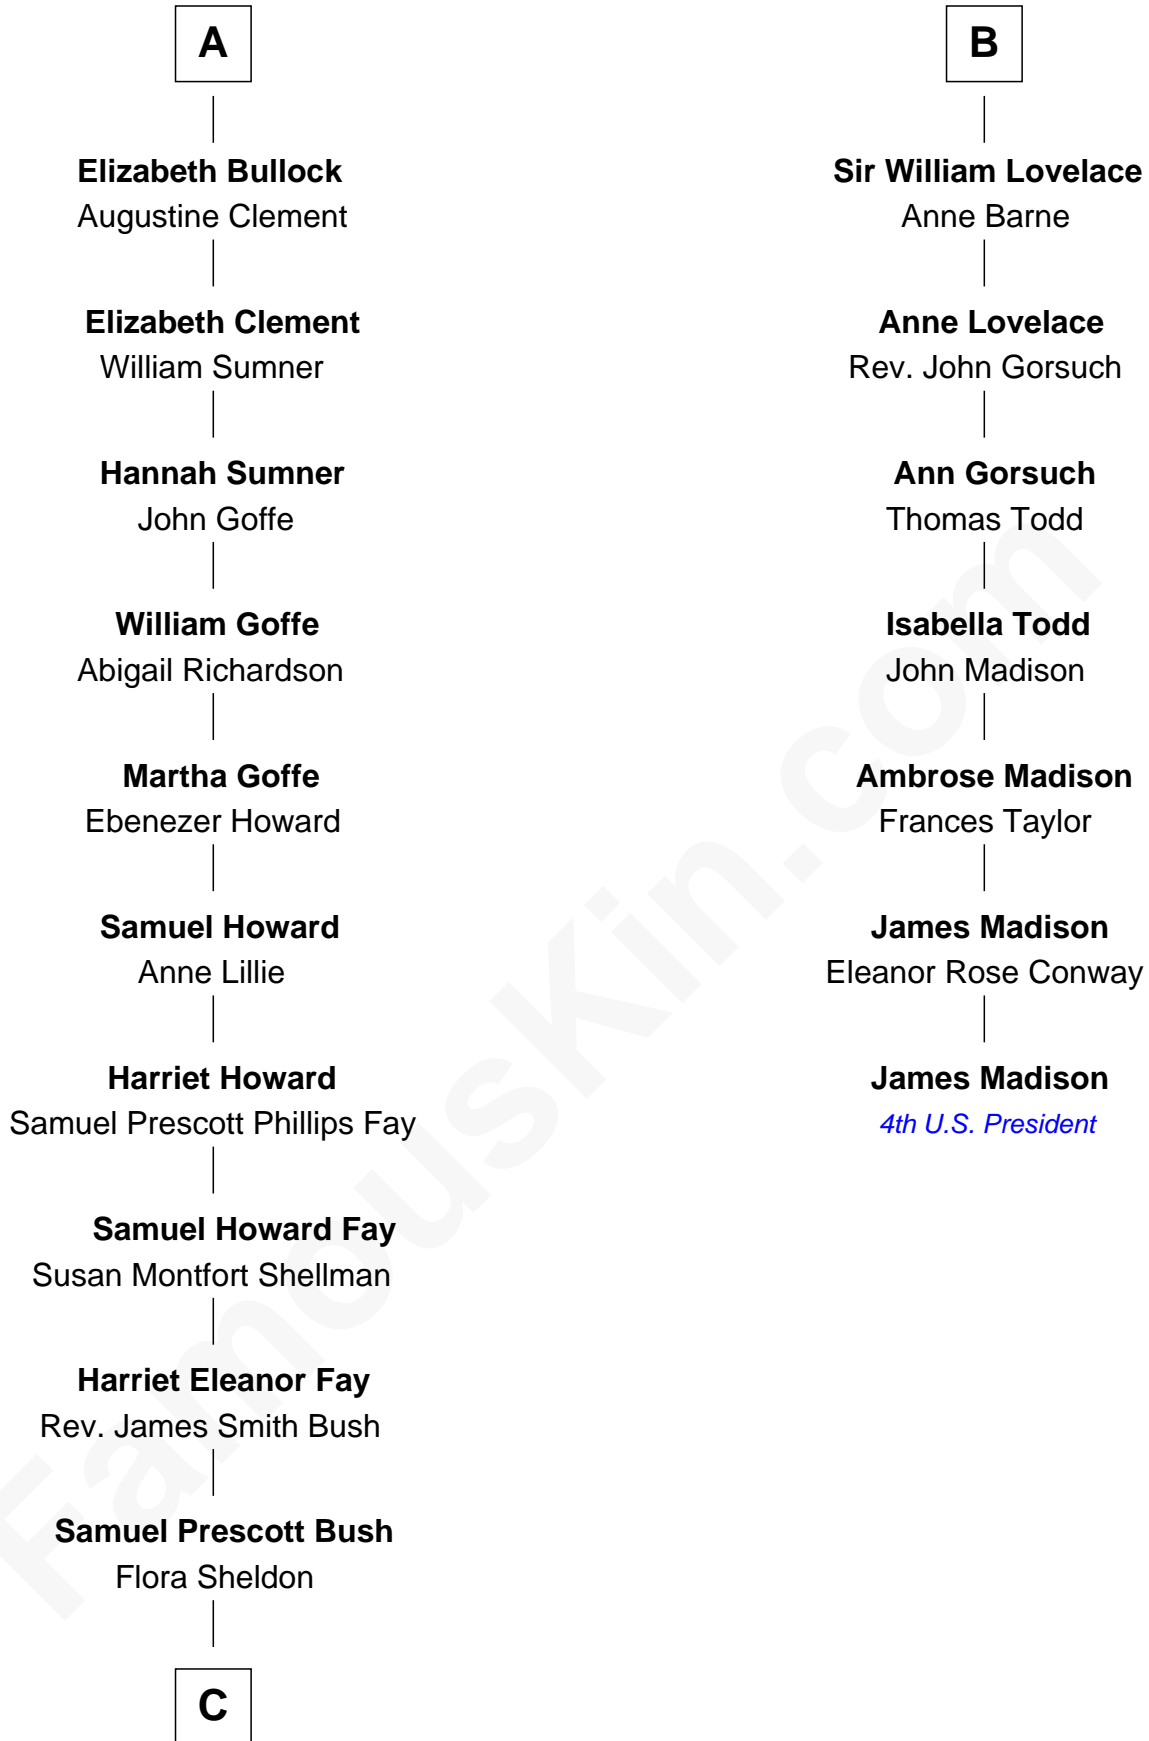 A
Elizabeth Bullock
Augustine Clement
Elizabeth Clement
William Sumner
Hannah Sumner
John Goffe
William Goffe
Abigail Richardson
Martha Goffe
Ebenezer Howard
Samuel Howard
Anne Lillie
Harriet Howard
Samuel Prescott Phillips Fay
Samuel Howard Fay
Susan Montfort Shellman
Harriet Eleanor Fay
Rev. James Smith Bush
Samuel Prescott Bush
Flora Sheldon
C
B
Sir William Lovelace
Anne Barne
Anne Lovelace
Rev. John Gorsuch
Ann Gorsuch
Thomas Todd
Isabella Todd
John Madison
Ambrose Madison
Frances Taylor
James Madison
Eleanor Rose Conway
James Madison
4th U.S. President
FamousKin.com